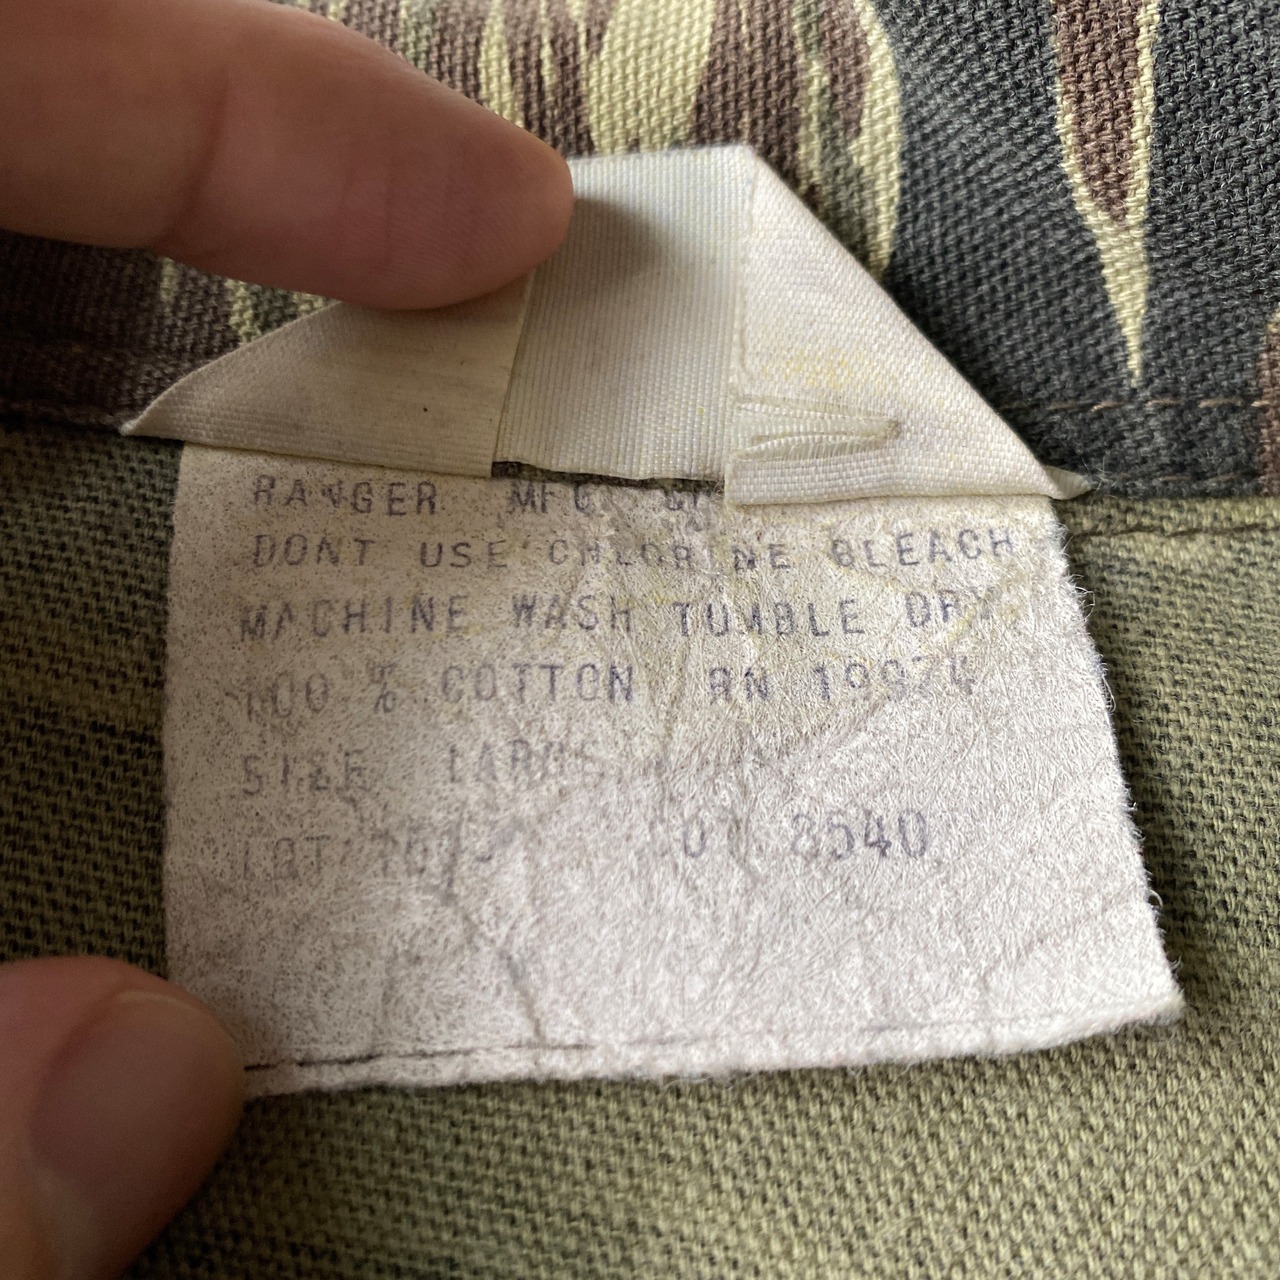 RANGER MFG.
DONT USE CHLORINE BLEACH
MACHINE WASH TUMBLE DRY
100 % COTTON RN 19974
SIZE LARGE
LOT 8540